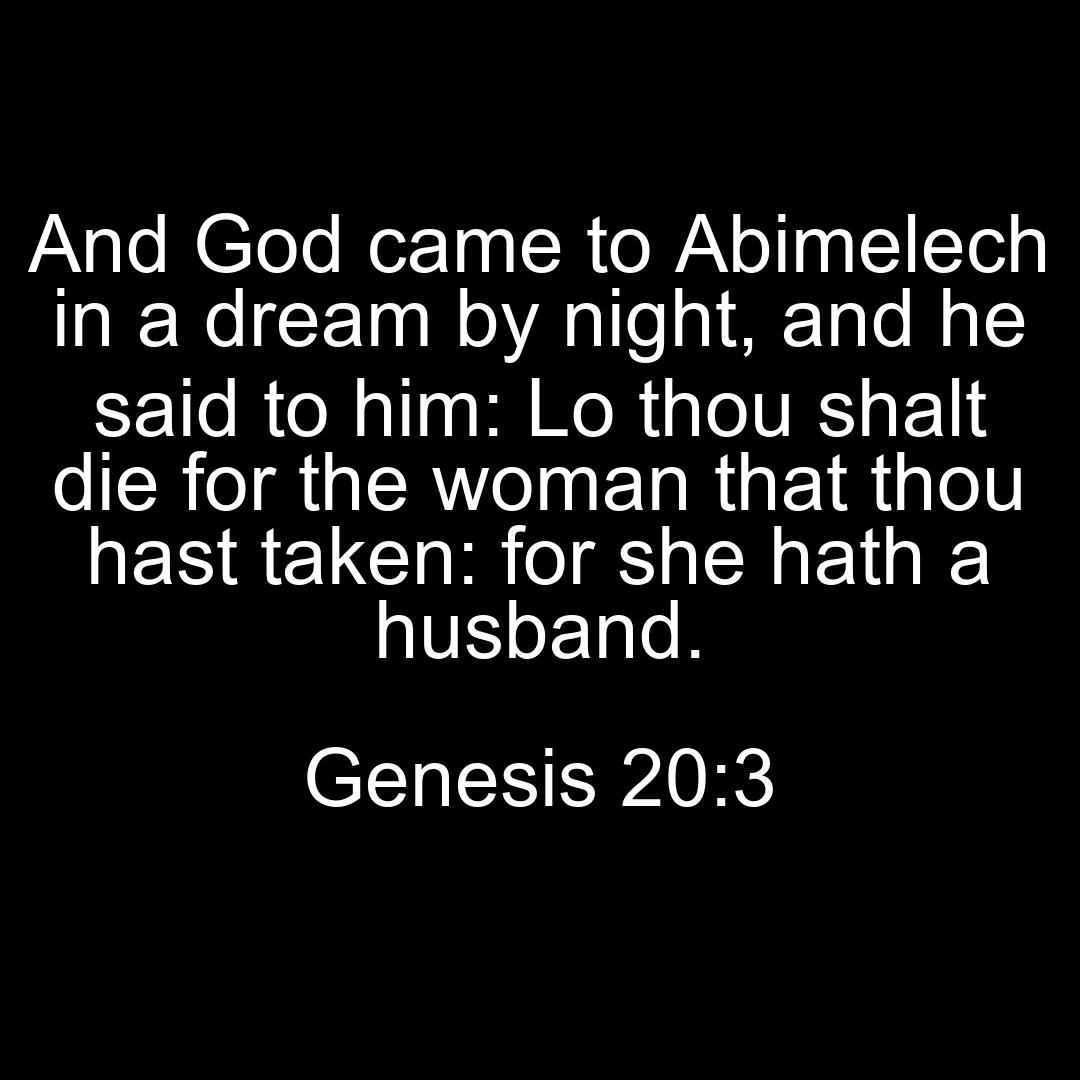 And God came to Abimelech
in a dream by night, and he
said to him: Lo thou shalt
die for the woman that thou
hast taken: for she hath a
husband.
Genesis 20:3